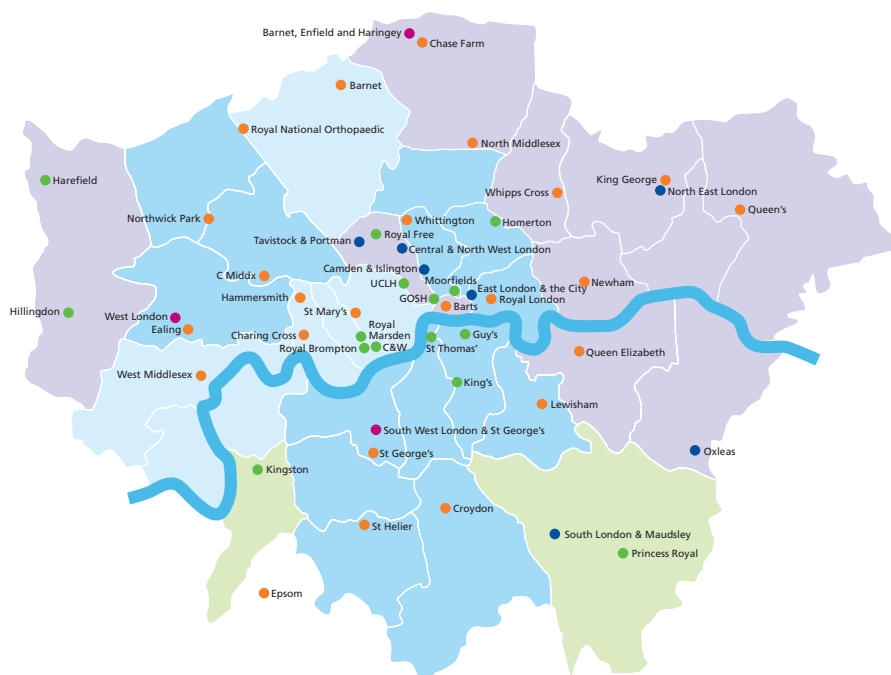 Barnet, Enfield and Haringey
Chase Farm
Barnet
Royal National Orthopaedic
North Middlesex
Harefield
King George
North East London
Whipps Cross
Queen's
Northwick Park
Whittington
Homerton
Royal Free
Tavistock & Portman
Central & North West London
Camden & Islington
C Middx
Moorfields
UCLH
East London & the City
Newham
Hammersmith
GOSH
Royal London
Barts
Hillingdon
St Mary's
West London
Ealing
Royal
Marsden
Charing Cross
Guy's
Royal Brompton
C&W
St Thomas'
Queen Elizabeth
West Middlesex
King's
Lewisham
South West London & St George's
Oxleas
St George's
Kingston
Croydon
St Helier
South London & Maudsley
Princess Royal
Epsom